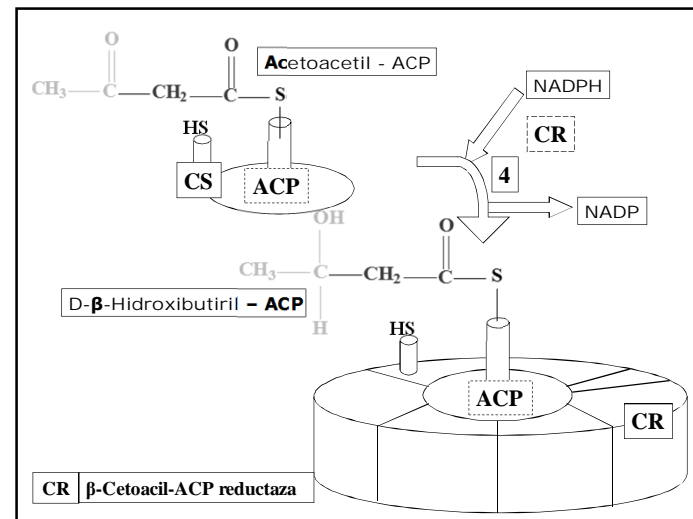 O
O
Acetoacetil - ACP
CH₃ C CH₂ C S
NADPH
HS
CR
CS
ACP
4
NADP
OH
O
CH₃ C CH₂ C S
D-β-Hidroxibutiril – ACP
H
HS
ACP
CR
CR β-Cetoacil-ACP reductaza